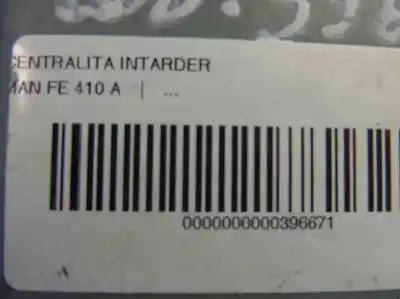 CENTRALITA INTARDER
MAN FE 410 A | ...
0000000000396671